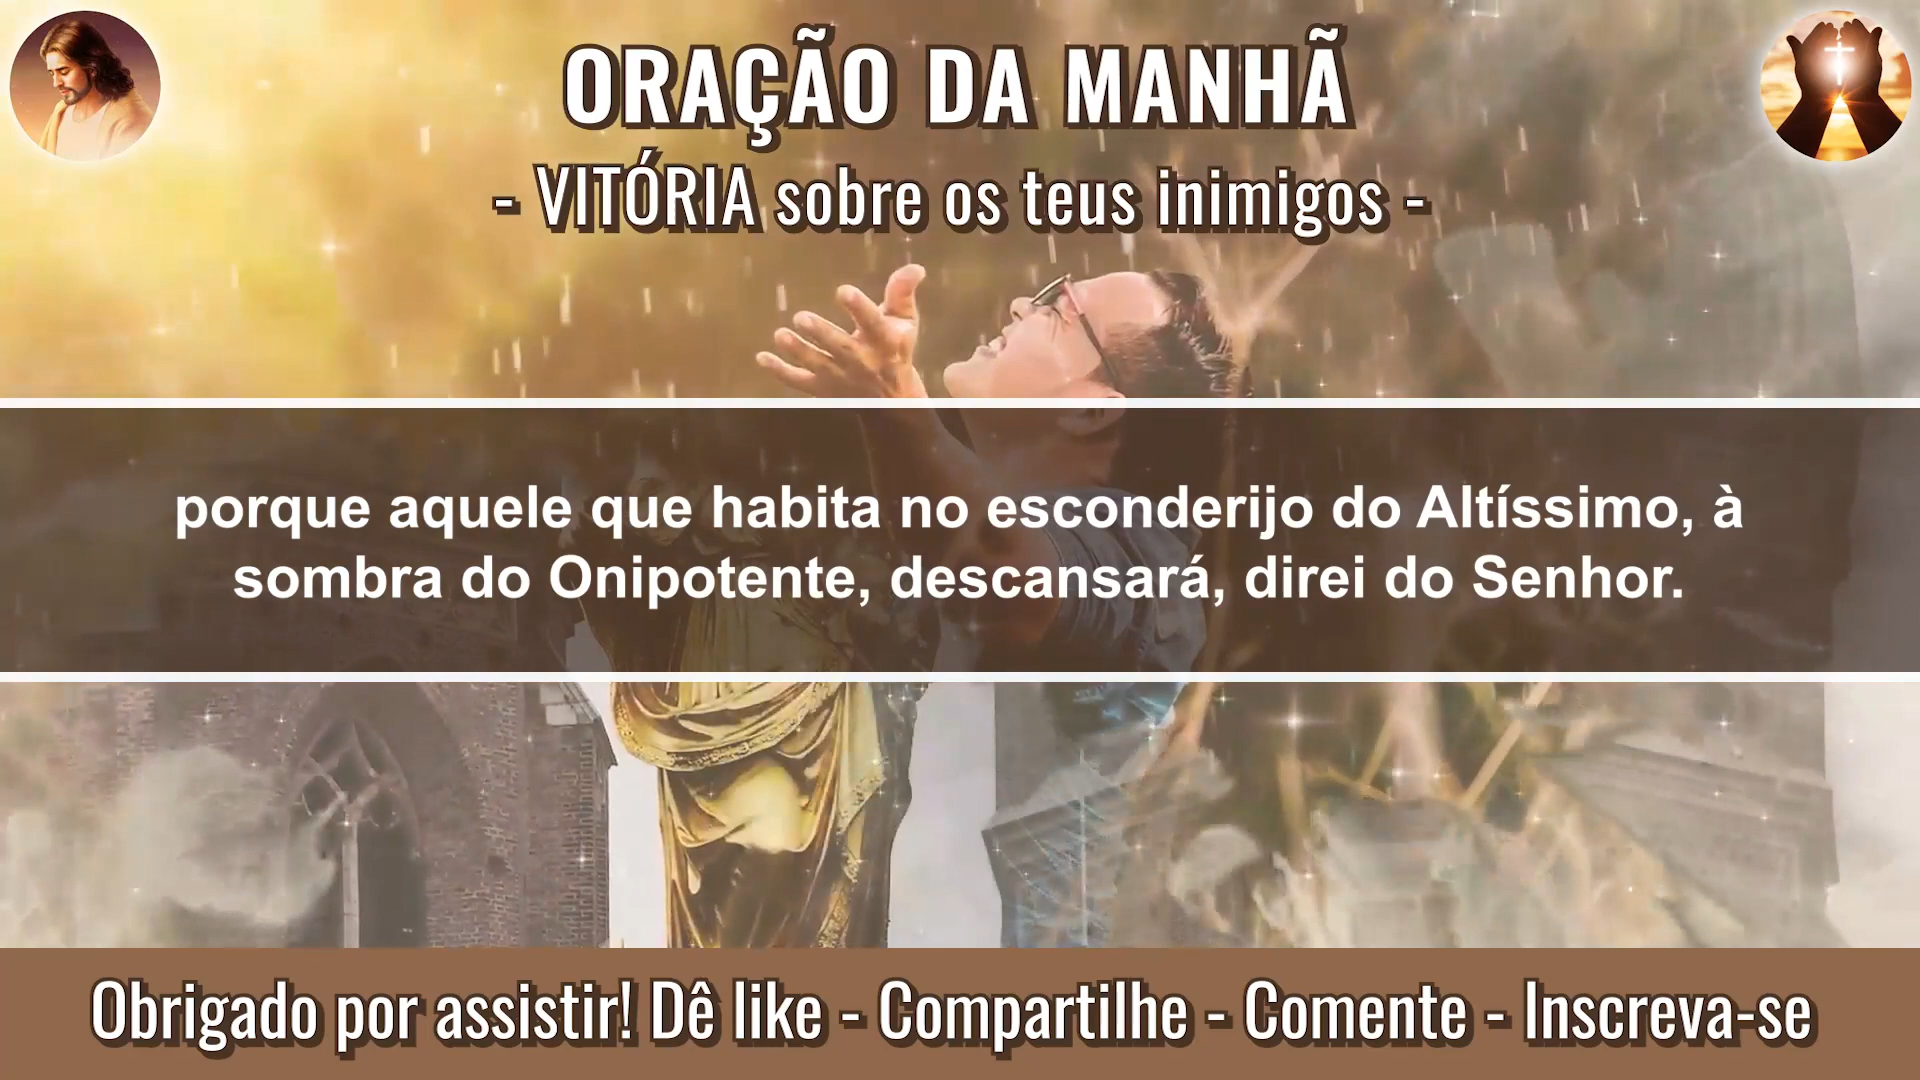 ORAÇÃO DA MANHÃ
- VITÓRIA sobre os teus inimigos -
porque aquele que habita no esconderijo do Altíssimo, à
sombra do Onipotente, descansará, direi do Senhor.
Obrigado por assistir! Dê like - Compartilhe - Comente - Inscreva-se